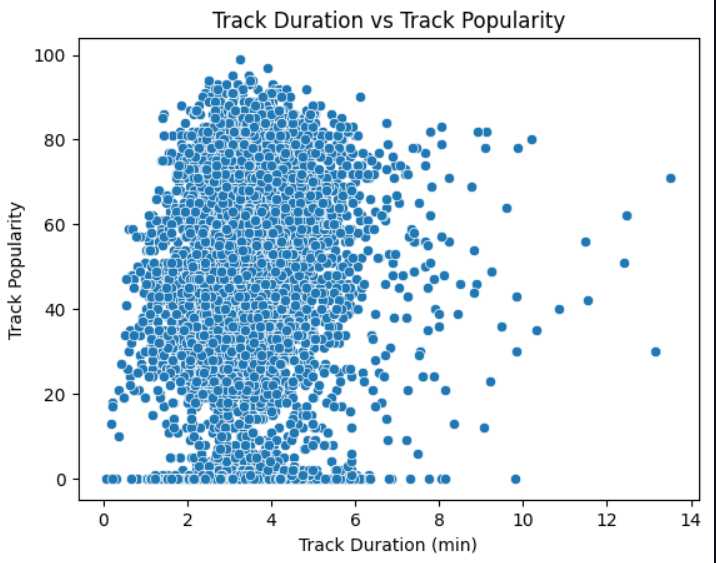 Track Duration vs Track Popularity
100
80
60
40
20
0
Track Popularity
0 2 4 6 8 10 12 14
Track Duration (min)